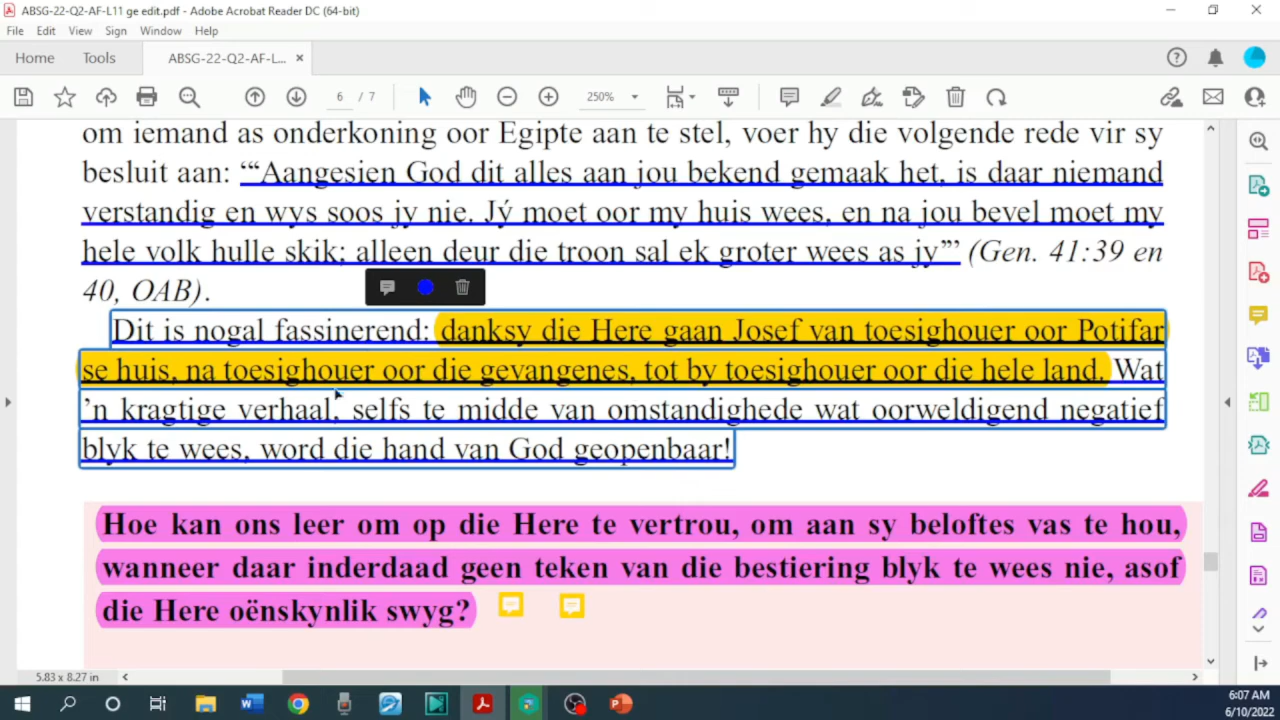 ABSG-22-Q2-AF-L11 ge edit.pdf - Adobe Acrobat Reader DC (64-bit)
File Edit View Sign Window Help
Home Tools ABSG-22-Q2-AF-L... ×
6 / 7 250%
om iemand as onderkoning oor Egipte aan te stel, voer hy die volgende rede vir sy
besluit aan: “‘Aangesien God dit alles aan jou bekend gemaak het, is daar niemand
verstandig en wys soos jy nie. Jý moet oor my huis wees, en na jou bevel moet my
hele volk hulle skik; alleen deur die troon sal ek groter wees as jy’” (Gen. 41:39 en
40, OAB).
Dit is nogal fassinerend: danksy die Here gaan Josef van toesighouer oor Potifar
se huis, na toesighouer oor die gevangenes, tot by toesighouer oor die hele land. Wat
’n kragtige verhaal, selfs te midde van omstandighede wat oorweldigend negatief
blyk te wees, word die hand van God geopenbaar!
Hoe kan ons leer om op die Here te vertrou, om aan sy beloftes vas te hou,
wanneer daar inderdaad geen teken van die bestiering blyk te wees nie, asof
die Here oënskynlik swyg?
5.83 x 8.27 in
6:07 AM
6/10/2022